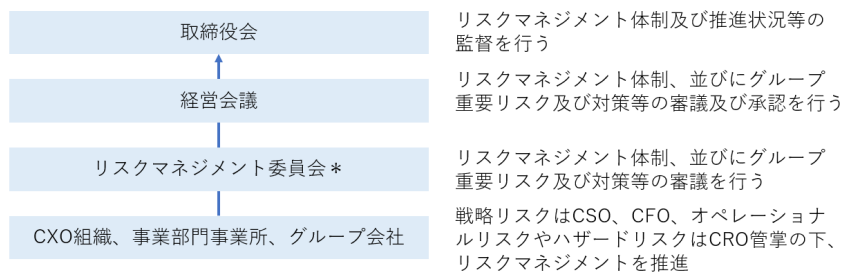 取締役会
リスクマネジメント体制及び推進状況等の
監督を行う
経営会議
リスクマネジメント体制、並びにグループ
重要リスク及び対策等の審議及び承認を行う
リスクマネジメント委員会＊
リスクマネジメント体制、並びにグループ
重要リスク及び対策等の審議を行う
CXO組織、事業部門事業所、グループ会社
戦略リスクはCSO、CFO、オペレーショナ
ルリスクやハザードリスクはCRO管掌の下、
リスクマネジメントを推進